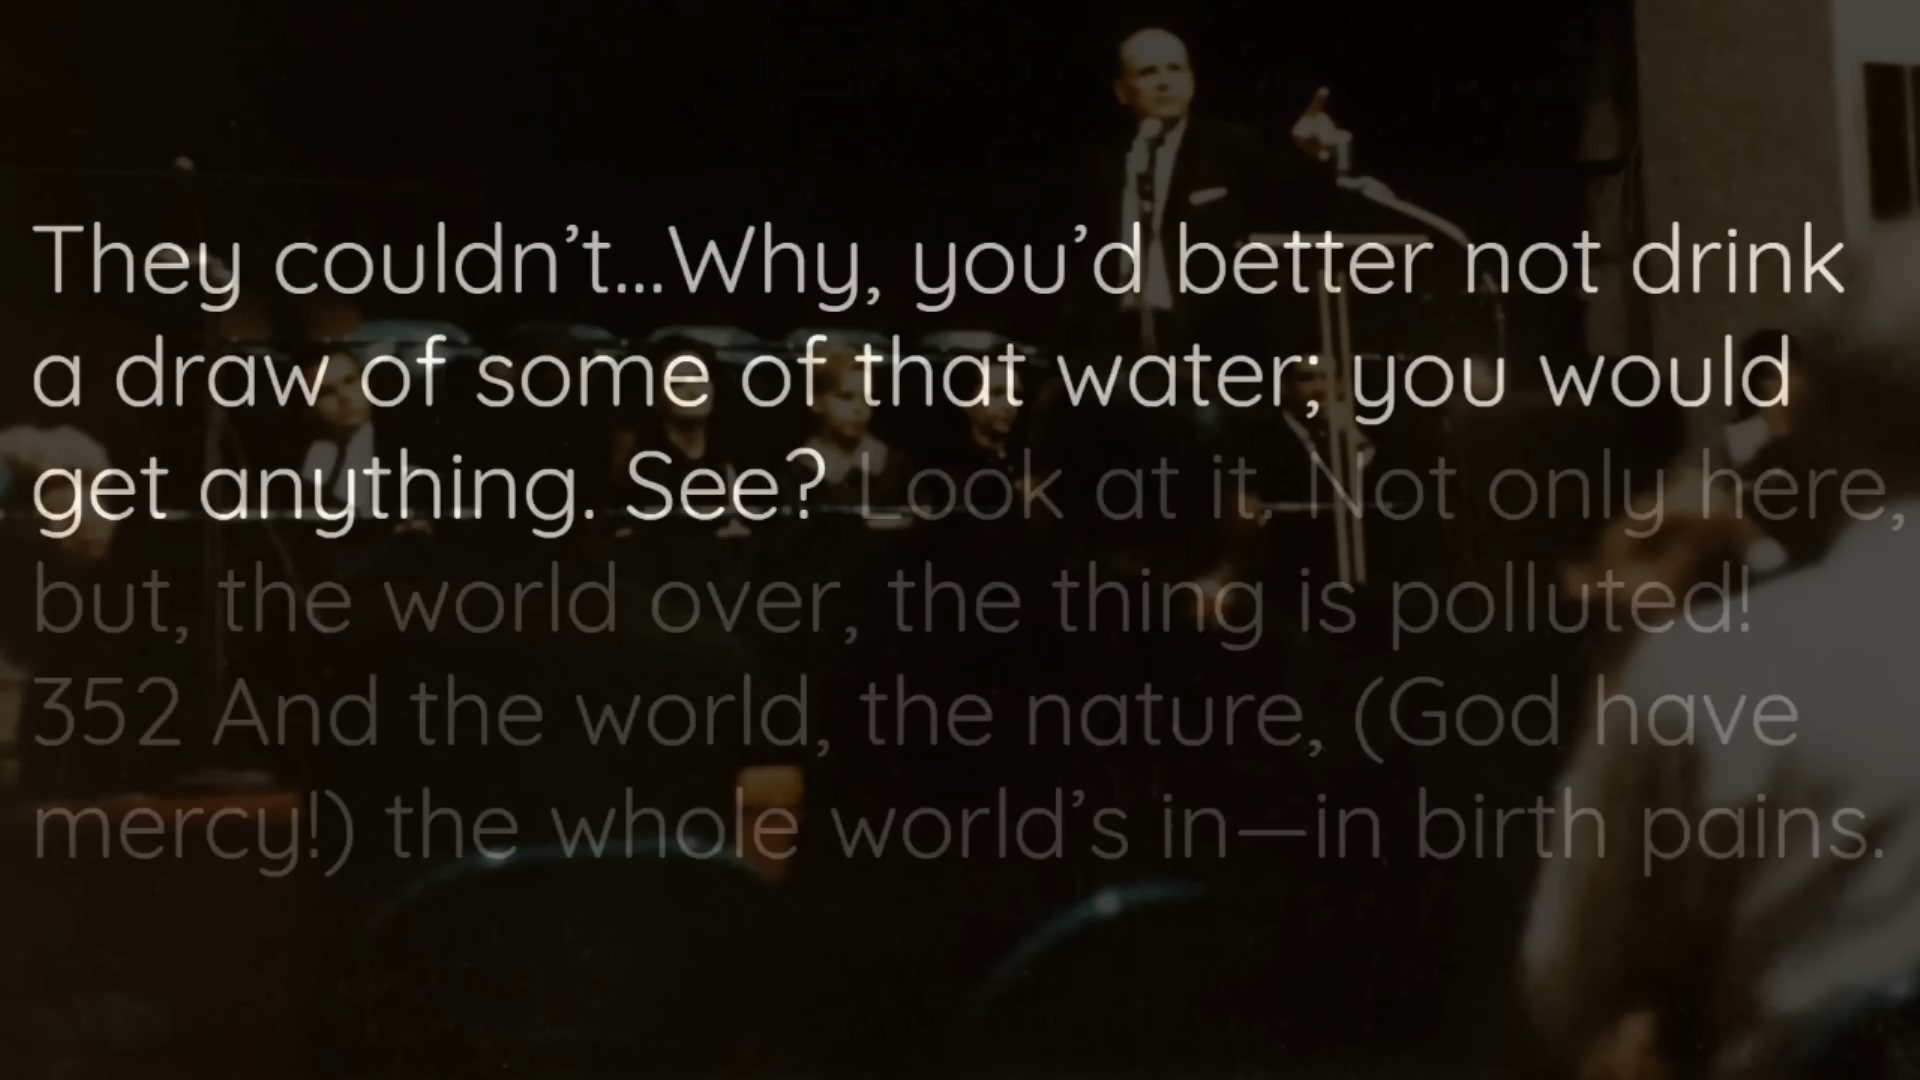 They couldn’t...Why, you’d better not drink
a draw of some of that water; you would
get anything. See? Look at it. Not only here,
but, the world over, the thing is polluted!
352 And the world, the nature, (God have
mercy!) the whole world’s in—in birth pains.